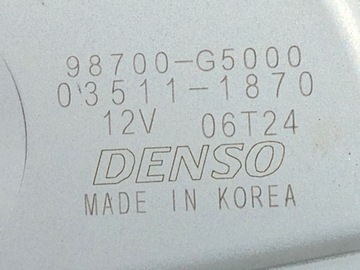 98700-G5000
03511-1870
12V 06T24
DENSO
MADE IN KOREA